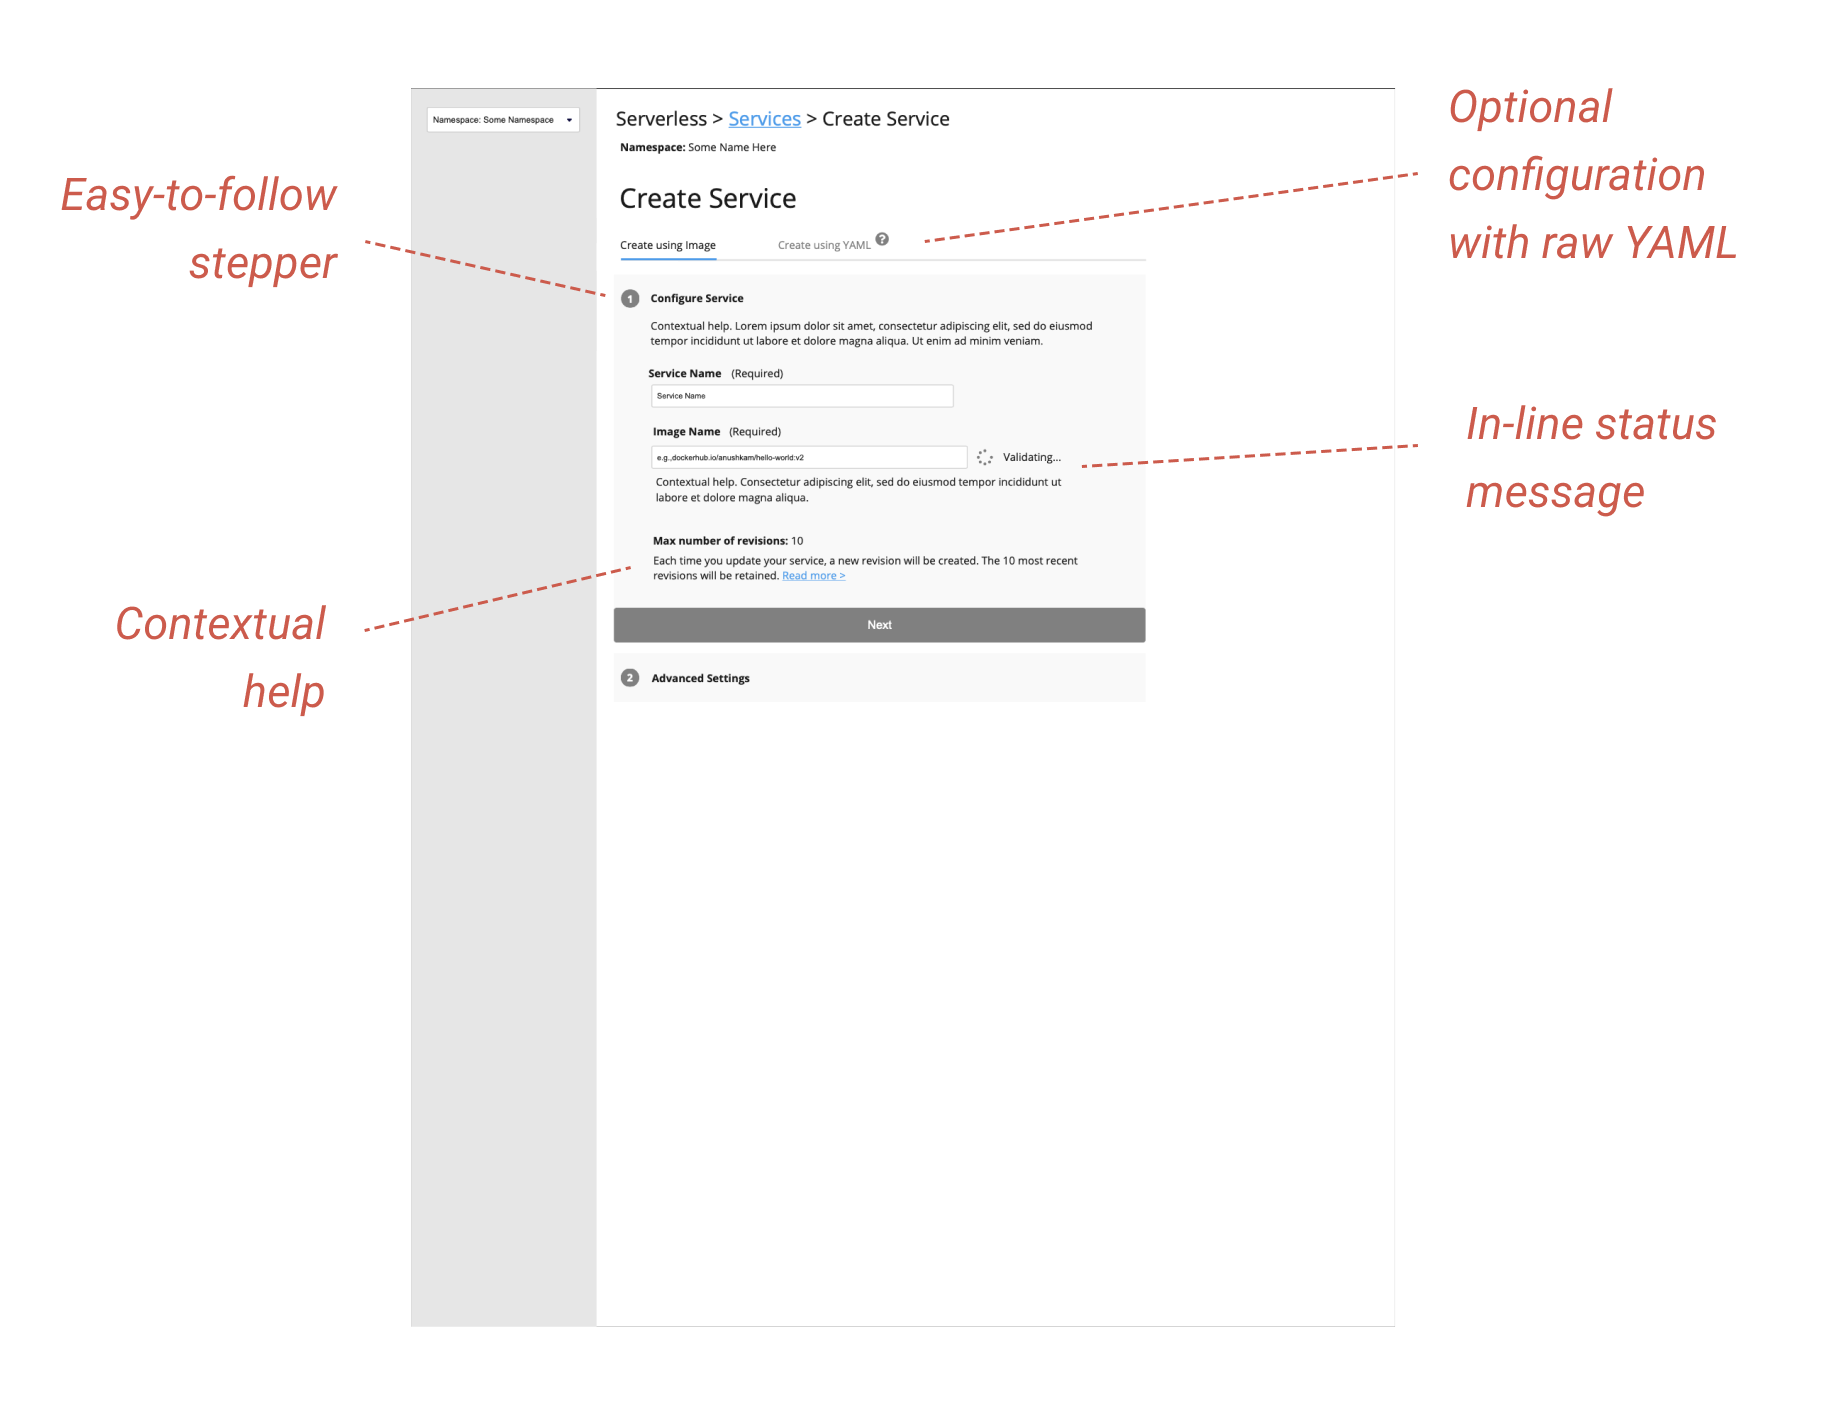 Namespace: Some Namespace
Serverless > Services > Create Service
Namespace: Some Name Here
Create Service
Create using Image
Create using YAML ?
1 Configure Service
Contextual help. Lorem ipsum dolor sit amet, consectetur adipiscing elit, sed do eiusmod
tempor incididunt ut labore et dolore magna aliqua. Ut enim ad minim veniam.
Service Name (Required)
Service Name
Image Name (Required)
e.g.,dockerhub.io/anushkam/hello-world:v2
Validating...
Contextual help. Consectetur adipiscing elit, sed do eiusmod tempor incididunt ut
labore et dolore magna aliqua.
Max number of revisions: 10
Each time you update your service, a new revision will be created. The 10 most recent
revisions will be retained. Read more >
Next
2 Advanced Settings
Easy-to-follow
stepper
Contextual
help
Optional
configuration
with raw YAML
In-line status
message